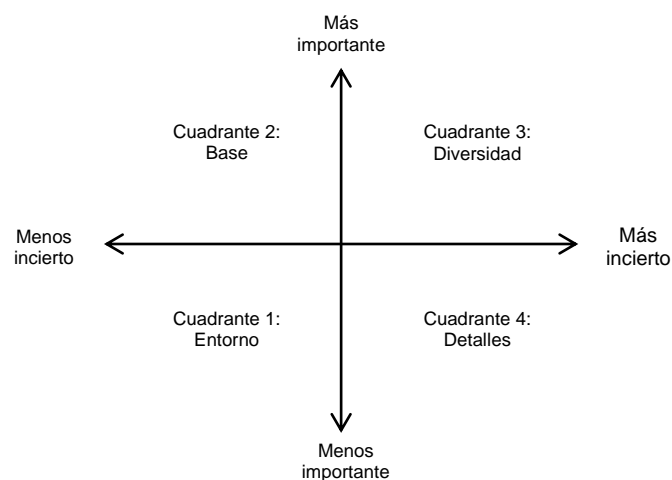 Más
importante
Cuadrante 2:
Base
Cuadrante 3:
Diversidad
Menos
incierto
Más
incierto
Cuadrante 1:
Entorno
Cuadrante 4:
Detalles
Menos
importante